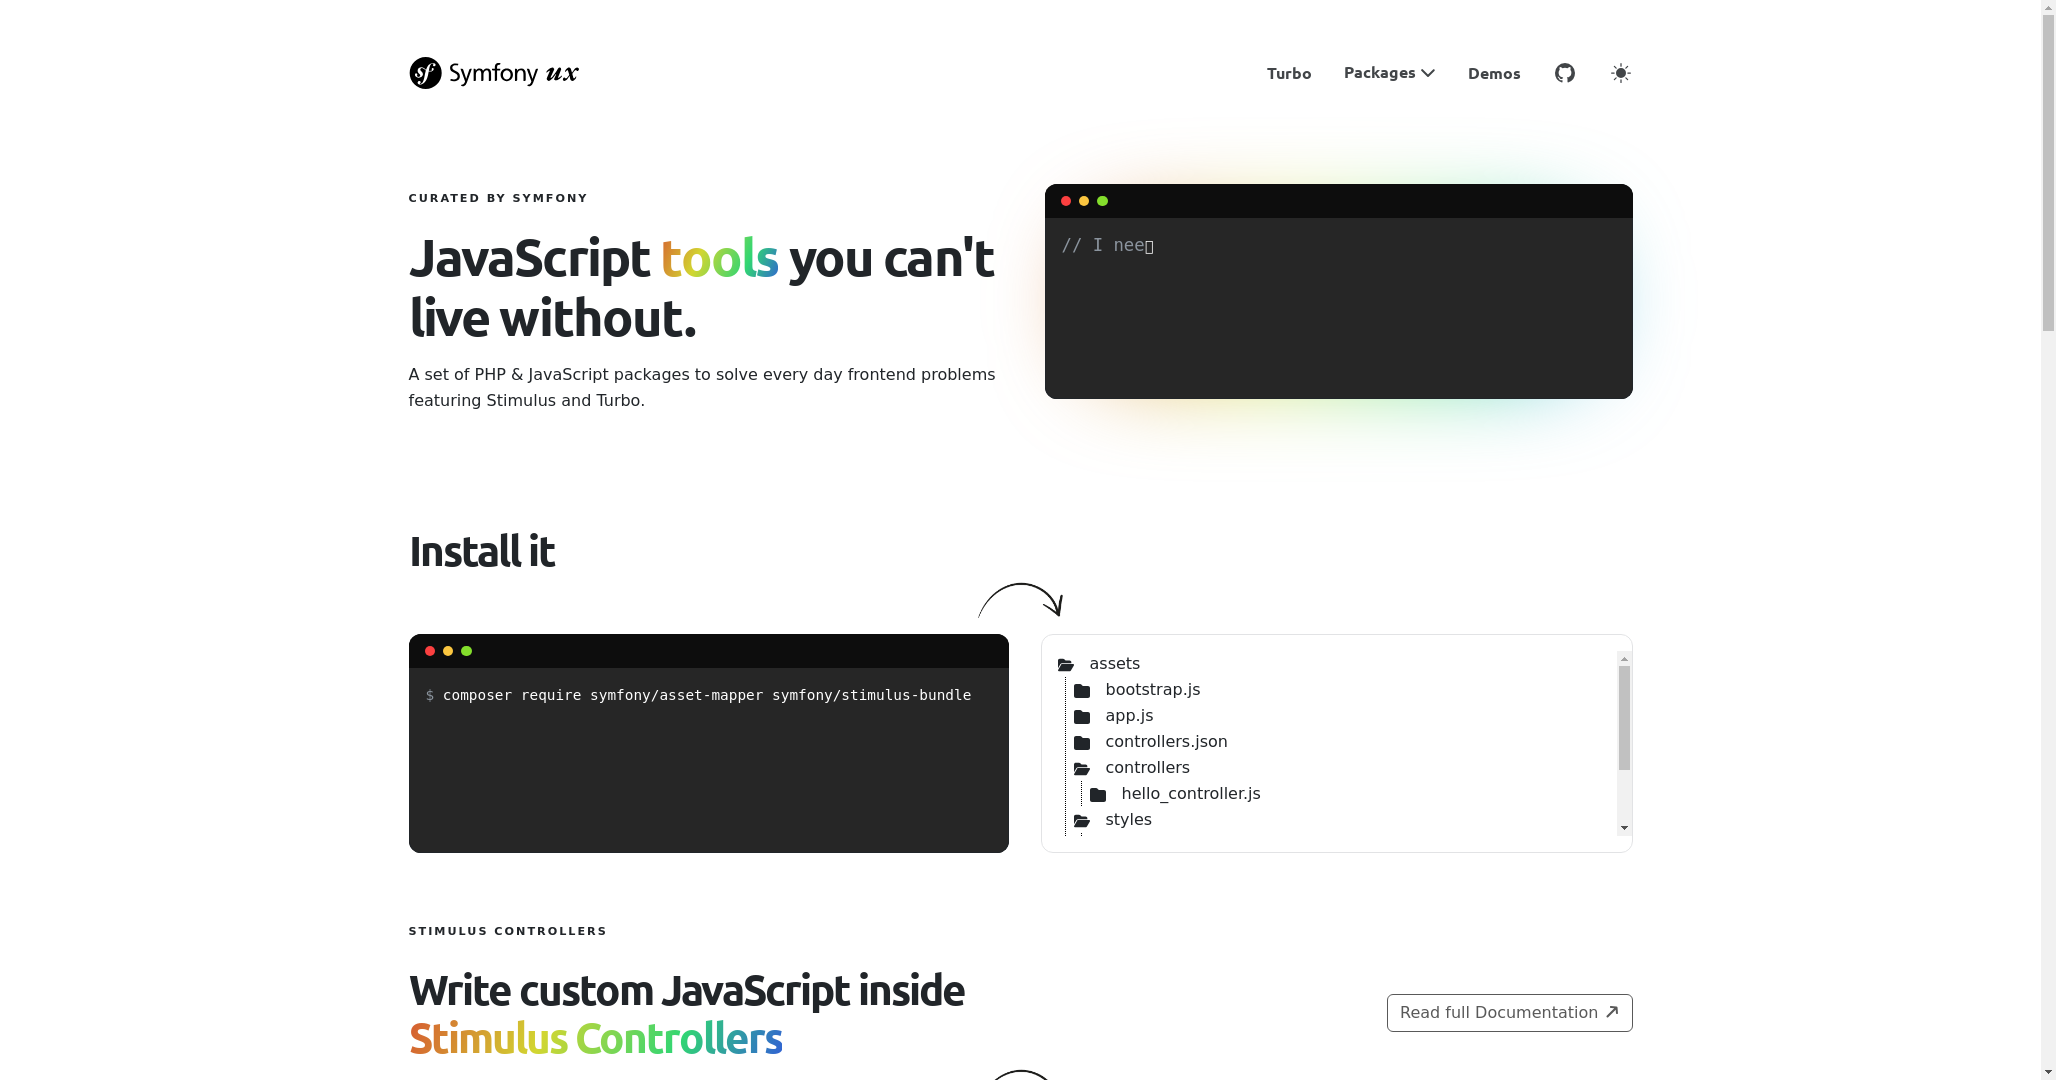 Symfony ux
Turbo
Packages
Demos
CURATED BY SYMFONY
JavaScript tools you can't
live without.
A set of PHP & JavaScript packages to solve every day frontend problems
featuring Stimulus and Turbo.
// I nee
Install it
$ composer require symfony/asset-mapper symfony/stimulus-bundle
assets
bootstrap.js
app.js
controllers.json
controllers
hello_controller.js
styles
STIMULUS CONTROLLERS
Write custom JavaScript inside
Stimulus Controllers
Read full Documentation